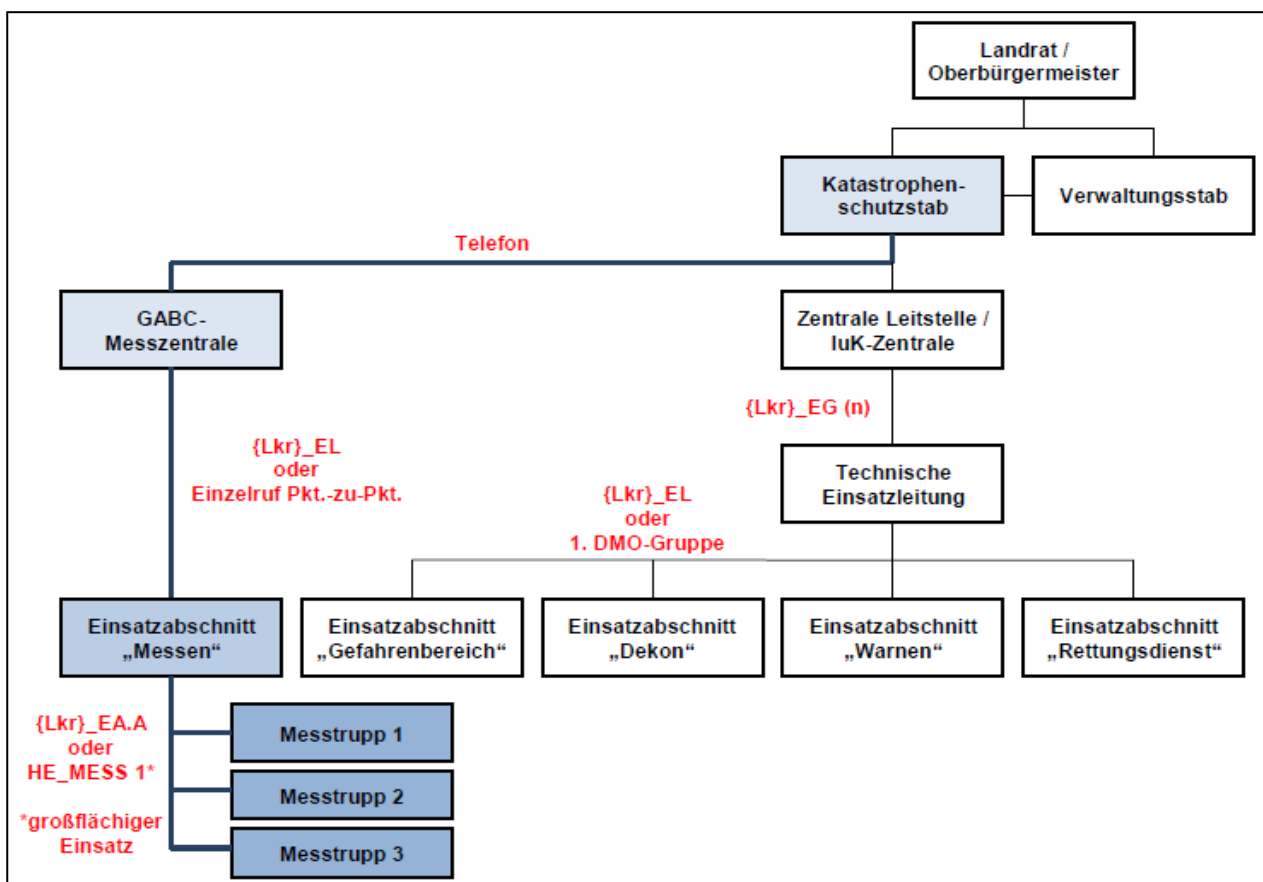 Landrat /
Oberbürgermeister
Katastrophen-
schutzstab
Verwaltungsstab
Telefon
GABC-
Messzentrale
Zentrale Leitstelle /
IuK-Zentrale
{Lkr}_EG (n)
{Lkr}_EL
oder
Einzelruf Pkt.-zu-Pkt.
Technische
Einsatzleitung
{Lkr}_EL
oder
1. DMO-Gruppe
Einsatzabschnitt
„Messen“
Einsatzabschnitt
„Gefahrenbereich“
Einsatzabschnitt
„Dekon“
Einsatzabschnitt
„Warnen“
Einsatzabschnitt
„Rettungsdienst“
{Lkr}_EA.A
oder
HE_MESS 1*
*großflächiger
Einsatz
Messtrupp 1
Messtrupp 2
Messtrupp 3